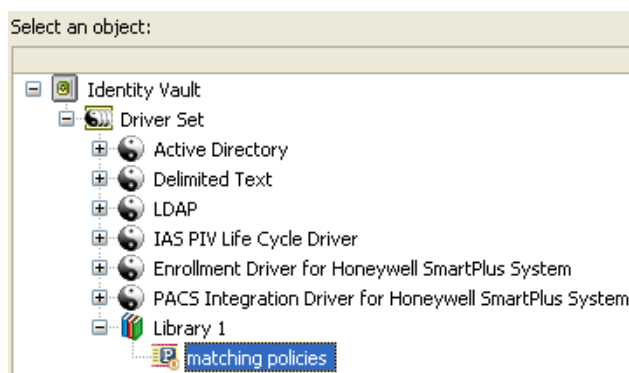 Select an object:
Identity Vault
Driver Set
Active Directory
Delimited Text
LDAP
IAS PIV Life Cycle Driver
Enrollment Driver for Honeywell SmartPlus System
PACS Integration Driver for Honeywell SmartPlus System
Library 1
matching policies